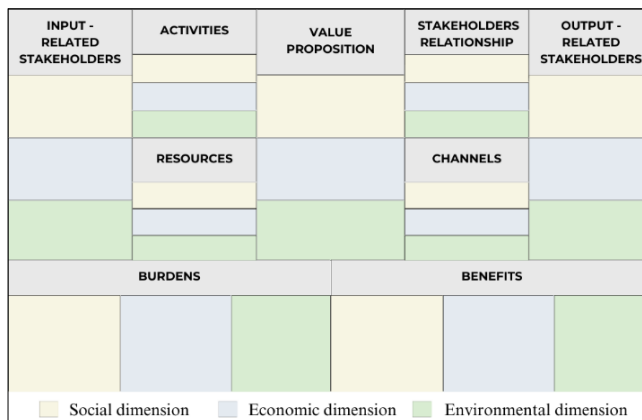 INPUT -
RELATED
STAKEHOLDERS
ACTIVITIES
VALUE
PROPOSITION
STAKEHOLDERS
RELATIONSHIP
OUTPUT -
RELATED
STAKEHOLDERS
RESOURCES
CHANNELS
BURDENS
BENEFITS
Social dimension
Economic dimension
Environmental dimension